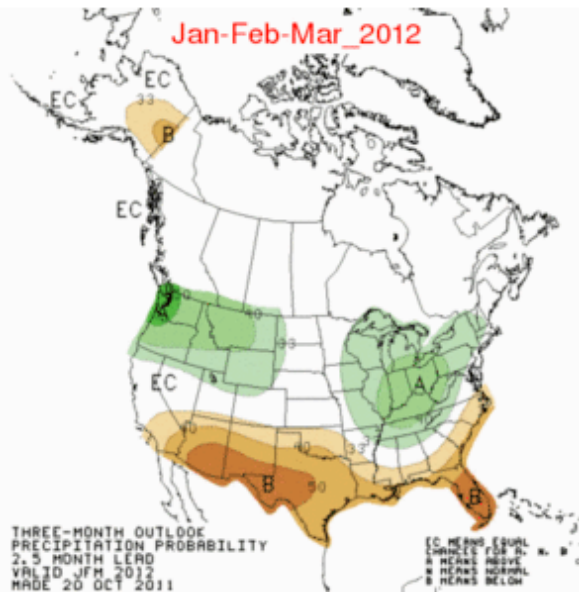 Jan-Feb-Mar_2012
EC
EC
33
B
EC
40
33
EC
A
40
40
33
B
50
B
THREE-MONTH OUTLOOK
PRECIPITATION PROBABILITY
2.5 MONTH LEAD
VALID JFM 2012
MADE 20 OCT 2011
EC MEANS EQUAL
CHANCES FOR A, N, B
A MEANS ABOVE
N MEANS NORMAL
B MEANS BELOW